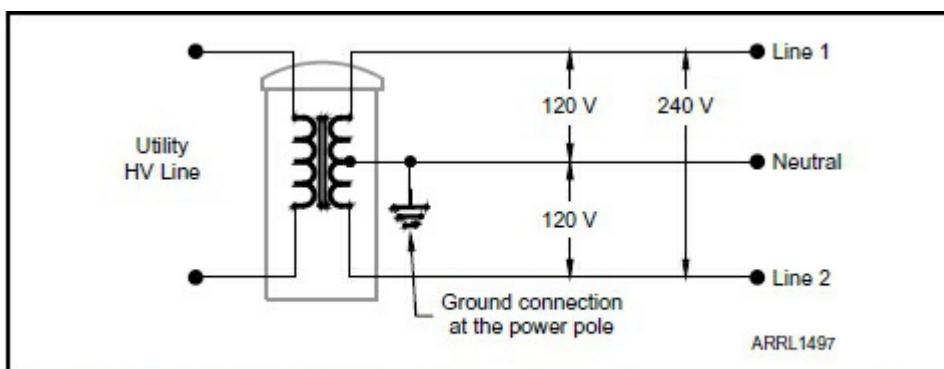 Line 1
120 V
240 V
Utility
HV Line
Neutral
120 V
Line 2
Ground connection
at the power pole
ARRL1497